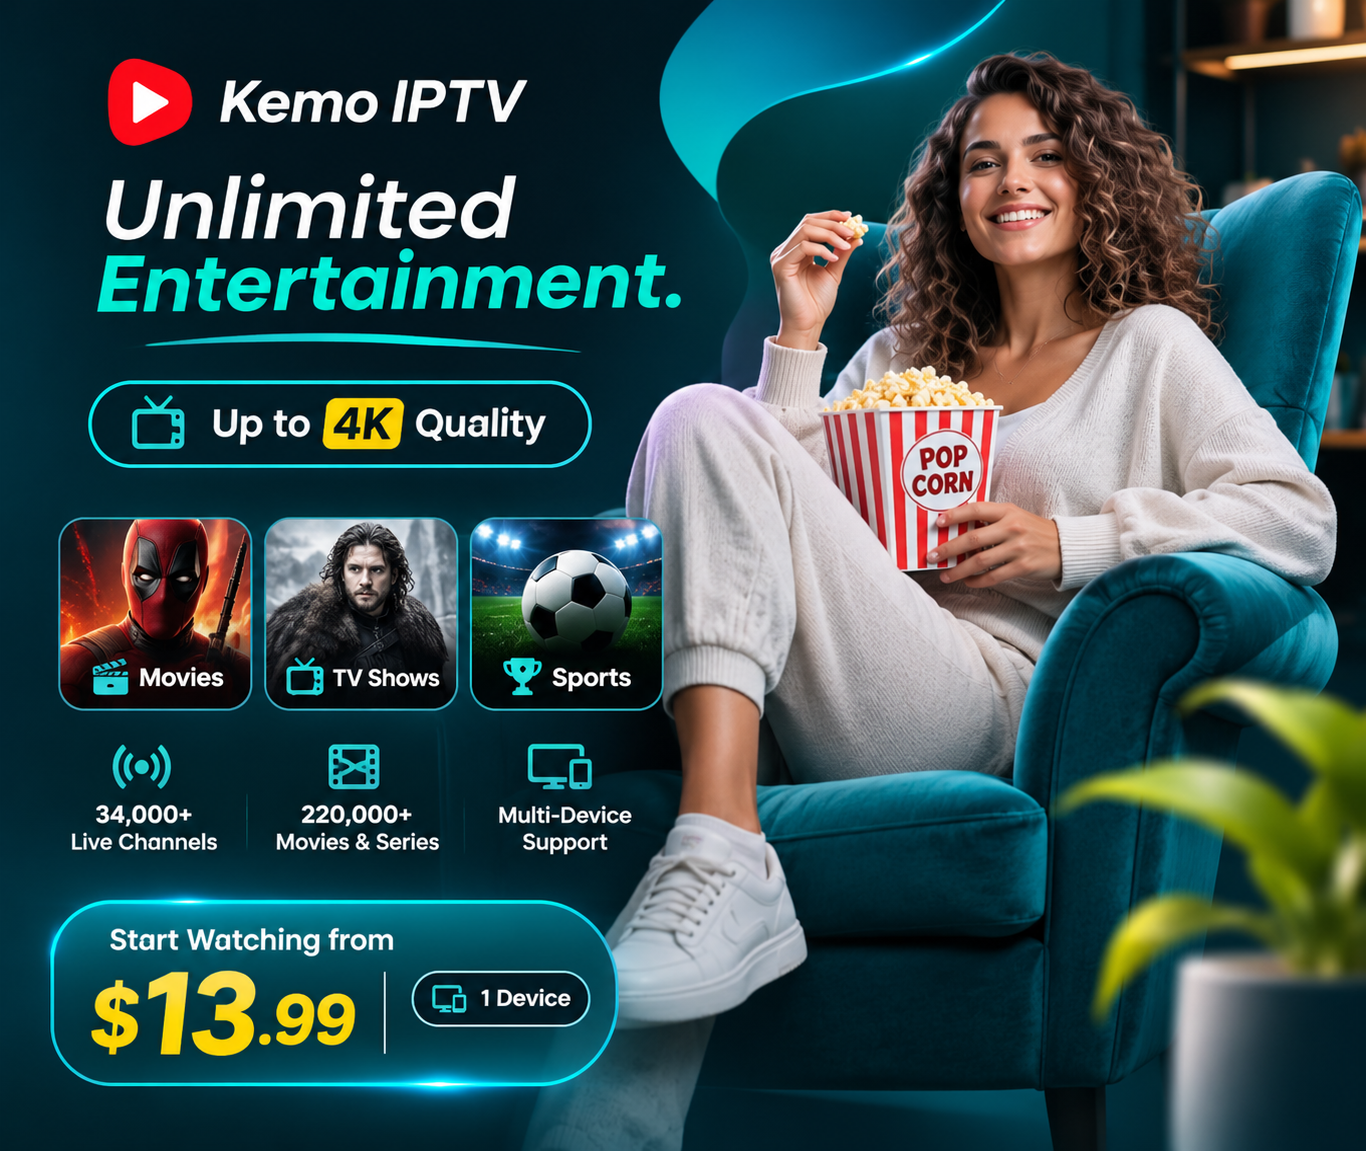 Kemo IPTV
Unlimited
Entertainment.
Up to 4K Quality
POP
CORN
Movies
TV Shows
Sports
34,000+
Live Channels
220,000+
Movies & Series
Multi-Device
Support
Start Watching from
$13.99
1 Device